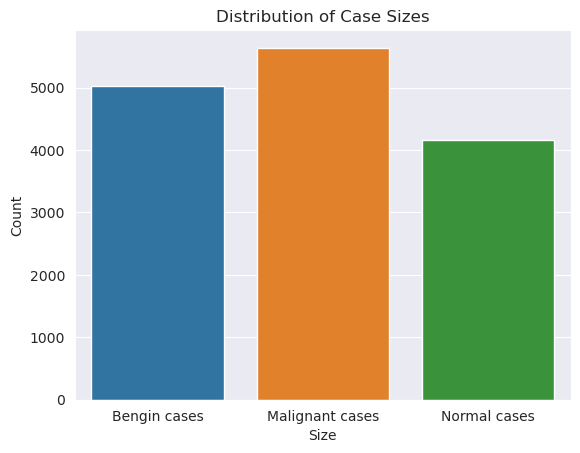 Distribution of Case Sizes
Count
5000
4000
3000
2000
1000
0
Bengin cases
Malignant cases
Normal cases
Size